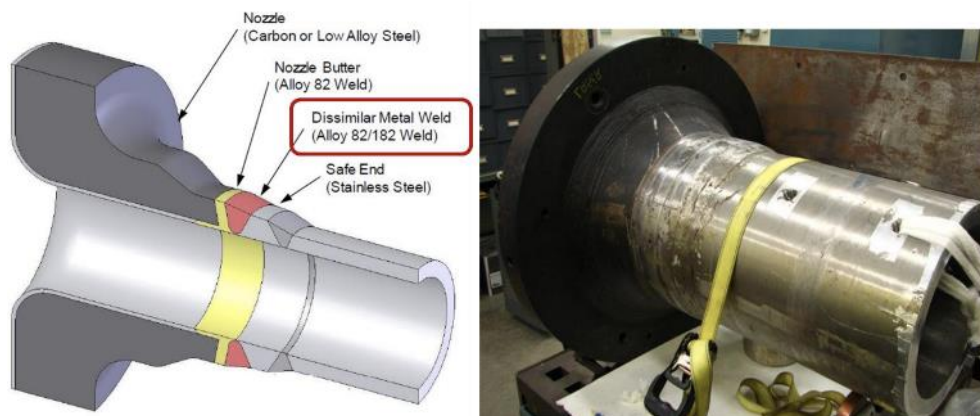 Nozzle
(Carbon or Low Alloy Steel)
Nozzle Butter
(Alloy 82 Weld)
Dissimilar Metal Weld
(Alloy 82/182 Weld)
Safe End
(Stainless Steel)